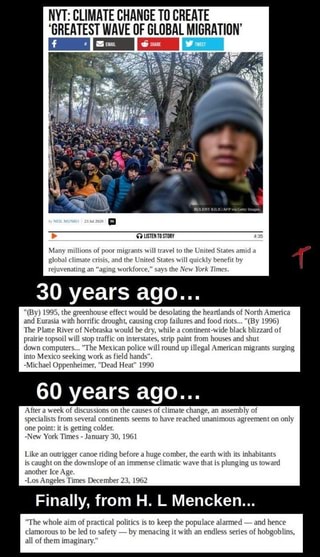 NYT: CLIMATE CHANGE TO CREATE
'GREATEST WAVE OF GLOBAL MIGRATION'
EMAIL
SHARE
TWEET
LISTEN TO STORY
4:35
Many millions of poor migrants will travel to the United States amid a
global climate crisis, and the United States will quickly benefit by
rejuvenating an "aging workforce," says the New York Times.
30 years ago...
"(By) 1995, the greenhouse effect would be desolating the heartlands of North America
and Eurasia with horrific drought, causing crop failures and food riots... "(By 1996)
The Platte River of Nebraska would be dry, while a continent-wide black blizzard of
prairie topsoil will stop traffic on interstates, strip paint from houses and shut
down computers... "The Mexican police will round up illegal American migrants surging
into Mexico seeking work as field hands".
-Michael Oppenheimer, "Dead Heat" 1990
60 years ago...
After a week of discussions on the causes of climate change, an assembly of
specialists from several continents seems to have reached unanimous agreement on only
one point: it is getting colder.
-New York Times - January 30, 1961
Like an outrigger canoe riding before a huge comber, the earth with its inhabitants
is caught on the downslope of an immense climatic wave that is plunging us toward
another Ice Age.
-Los Angeles Times December 23, 1962
Finally, from H. L Mencken...
"The whole aim of practical politics is to keep the populace alarmed — and hence
clamorous to be led to safety — by menacing it with an endless series of hobgoblins,
all of them imaginary."